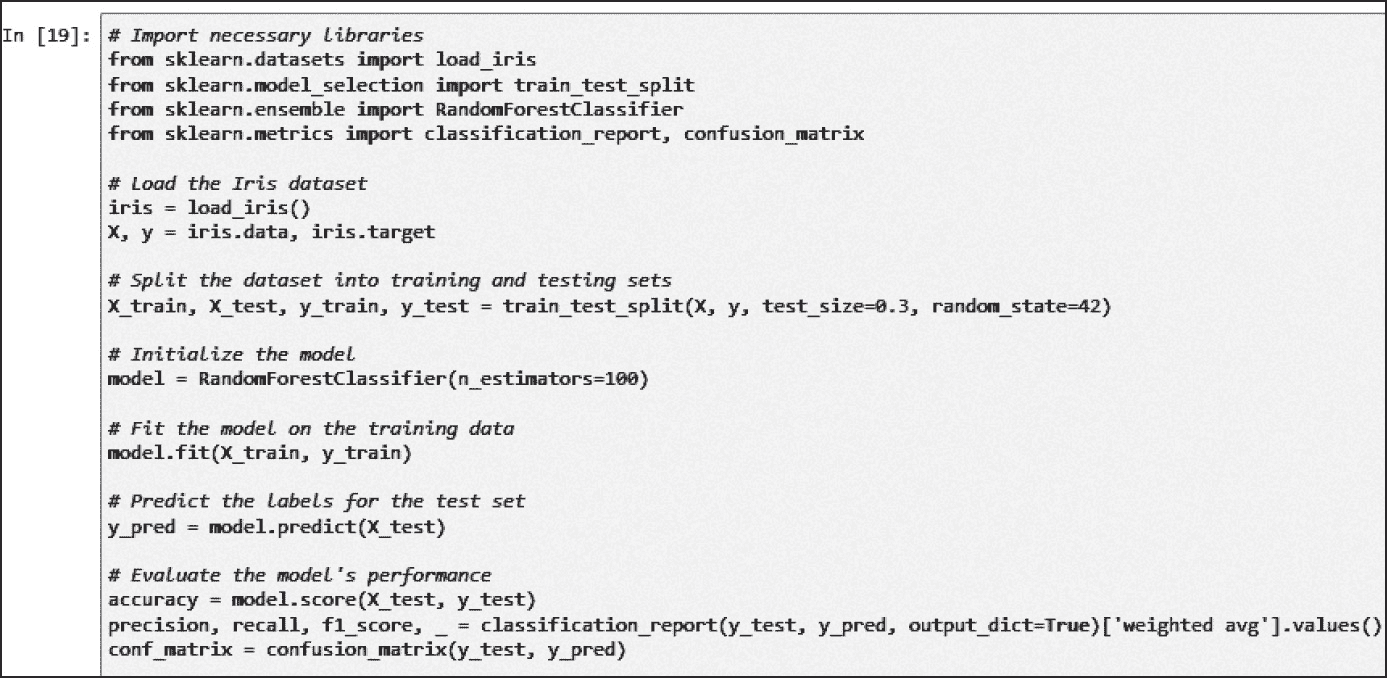 In [19]: # Import necessary libraries
from sklearn.datasets import load_iris
from sklearn.model_selection import train_test_split
from sklearn.ensemble import RandomForestClassifier
from sklearn.metrics import classification_report, confusion_matrix
# Load the Iris dataset
iris = load_iris()
X, y = iris.data, iris.target
# Split the dataset into training and testing sets
X_train, X_test, y_train, y_test = train_test_split(X, y, test_size=0.3, random_state=42)
# Initialize the model
model = RandomForestClassifier(n_estimators=100)
# Fit the model on the training data
model.fit(X_train, y_train)
# Predict the labels for the test set
y_pred = model.predict(X_test)
# Evaluate the model's performance
accuracy = model.score(X_test, y_test)
precision, recall, f1_score, _ = classification_report(y_test, y_pred, output_dict=True)['weighted avg'].values()
conf_matrix = confusion_matrix(y_test, y_pred)